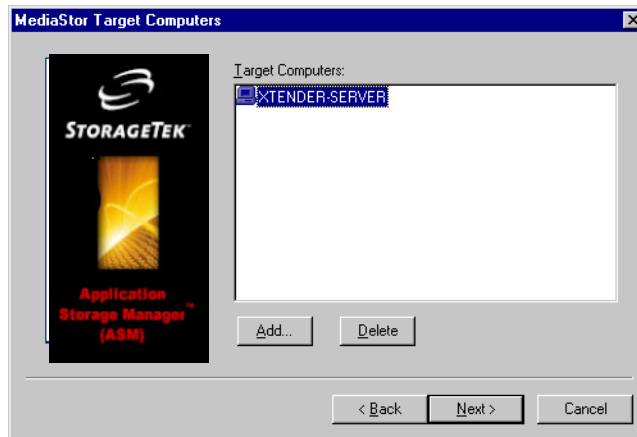 MediaStor Target Computers
Target Computers:
XTENDER-SERVER
STORAGETEK
Application
Storage Manager™
(ASM)
Add...
Delete
< Back
Next >
Cancel